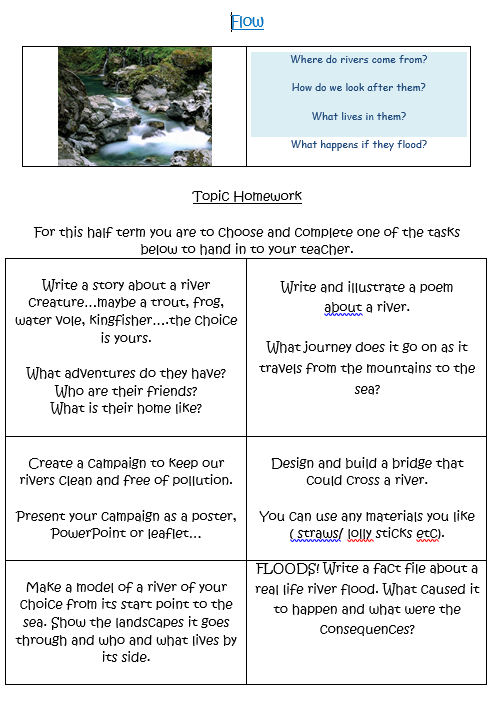 Flow
Where do rivers come from?
How do we look after them?
What lives in them?
What happens if they flood?
Topic Homework
For this half term you are to choose and complete one of the tasks
below to hand in to your teacher.
Write a story about a river
creature...maybe a trout, frog,
water vole, kingfisher....the choice
is yours.
What adventures do they have?
Who are their friends?
What is their home like?
Write and illustrate a poem
about a river.
What journey does it go on as it
travels from the mountains to the
sea?
Create a campaign to keep our
rivers clean and free of pollution.
Present your campaign as a poster,
PowerPoint or leaflet...
Design and build a bridge that
could cross a river.
You can use any materials you like
( straws/ lolly sticks etc).
Make a model of a river of your
choice from its start point to the
sea. Show the landscapes it goes
through and who and what lives by
its side.
FLOODS! Write a fact file about a
real life river flood. What caused it
to happen and what were the
consequences?